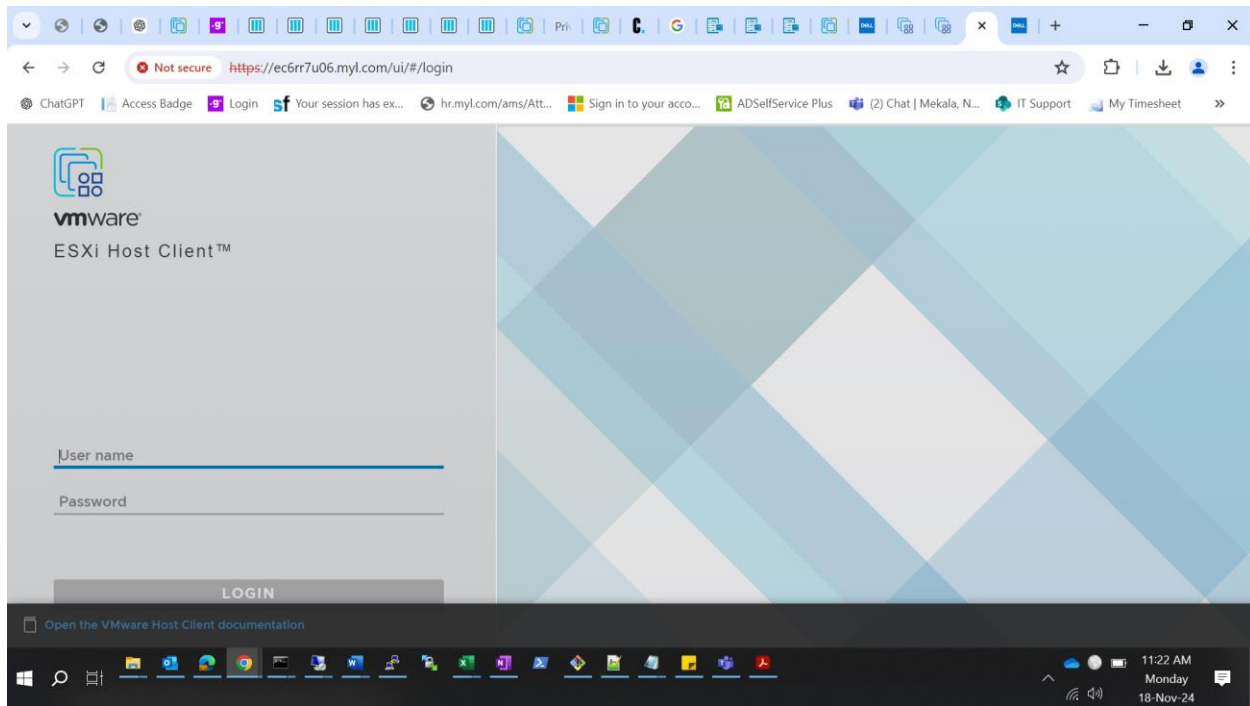 Pri
C.
G
Not secure https://ec6rr7u06.myl.com/ui/#/login
ChatGPT Access Badge Login Your session has ex... hr.myl.com/ams/Att... Sign in to your acco... ADSelfService Plus (2) Chat | Mekala, N... IT Support My Timesheet »
vmware®
ESXi Host Client™
User name
Password
LOGIN
Open the VMware Host Client documentation
11:22 AM
Monday
18-Nov-24